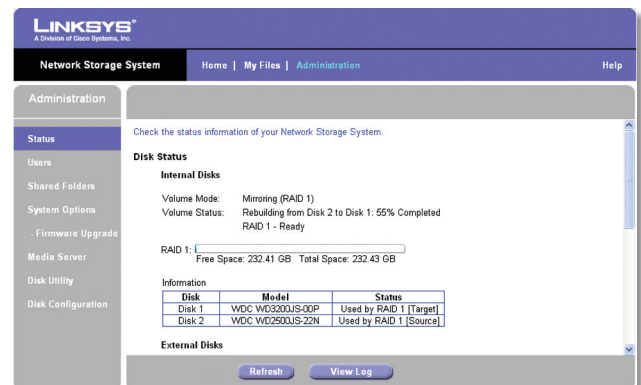 LINKSYS®
A Division of Cisco Systems, Inc.
Network Storage System
Home | My Files | Administration
Help
Administration
Status
Users
Shared Folders
System Options
- Firmware Upgrade
Media Server
Disk Utility
Disk Configuration
Check the status information of your Network Storage System.
Disk Status
Internal Disks
Volume Mode: Mirroring (RAID 1)
Volume Status: Rebuilding from Disk 2 to Disk 1: 55% Completed
RAID 1 - Ready
RAID 1:
Free Space: 232.41 GB Total Space: 232.43 GB
Information
Disk Model Status
Disk 1 WDC WD3200JS-00P Used by RAID 1 [Target]
Disk 2 WDC WD2500JS-22N Used by RAID 1 [Source]
External Disks
Refresh View Log